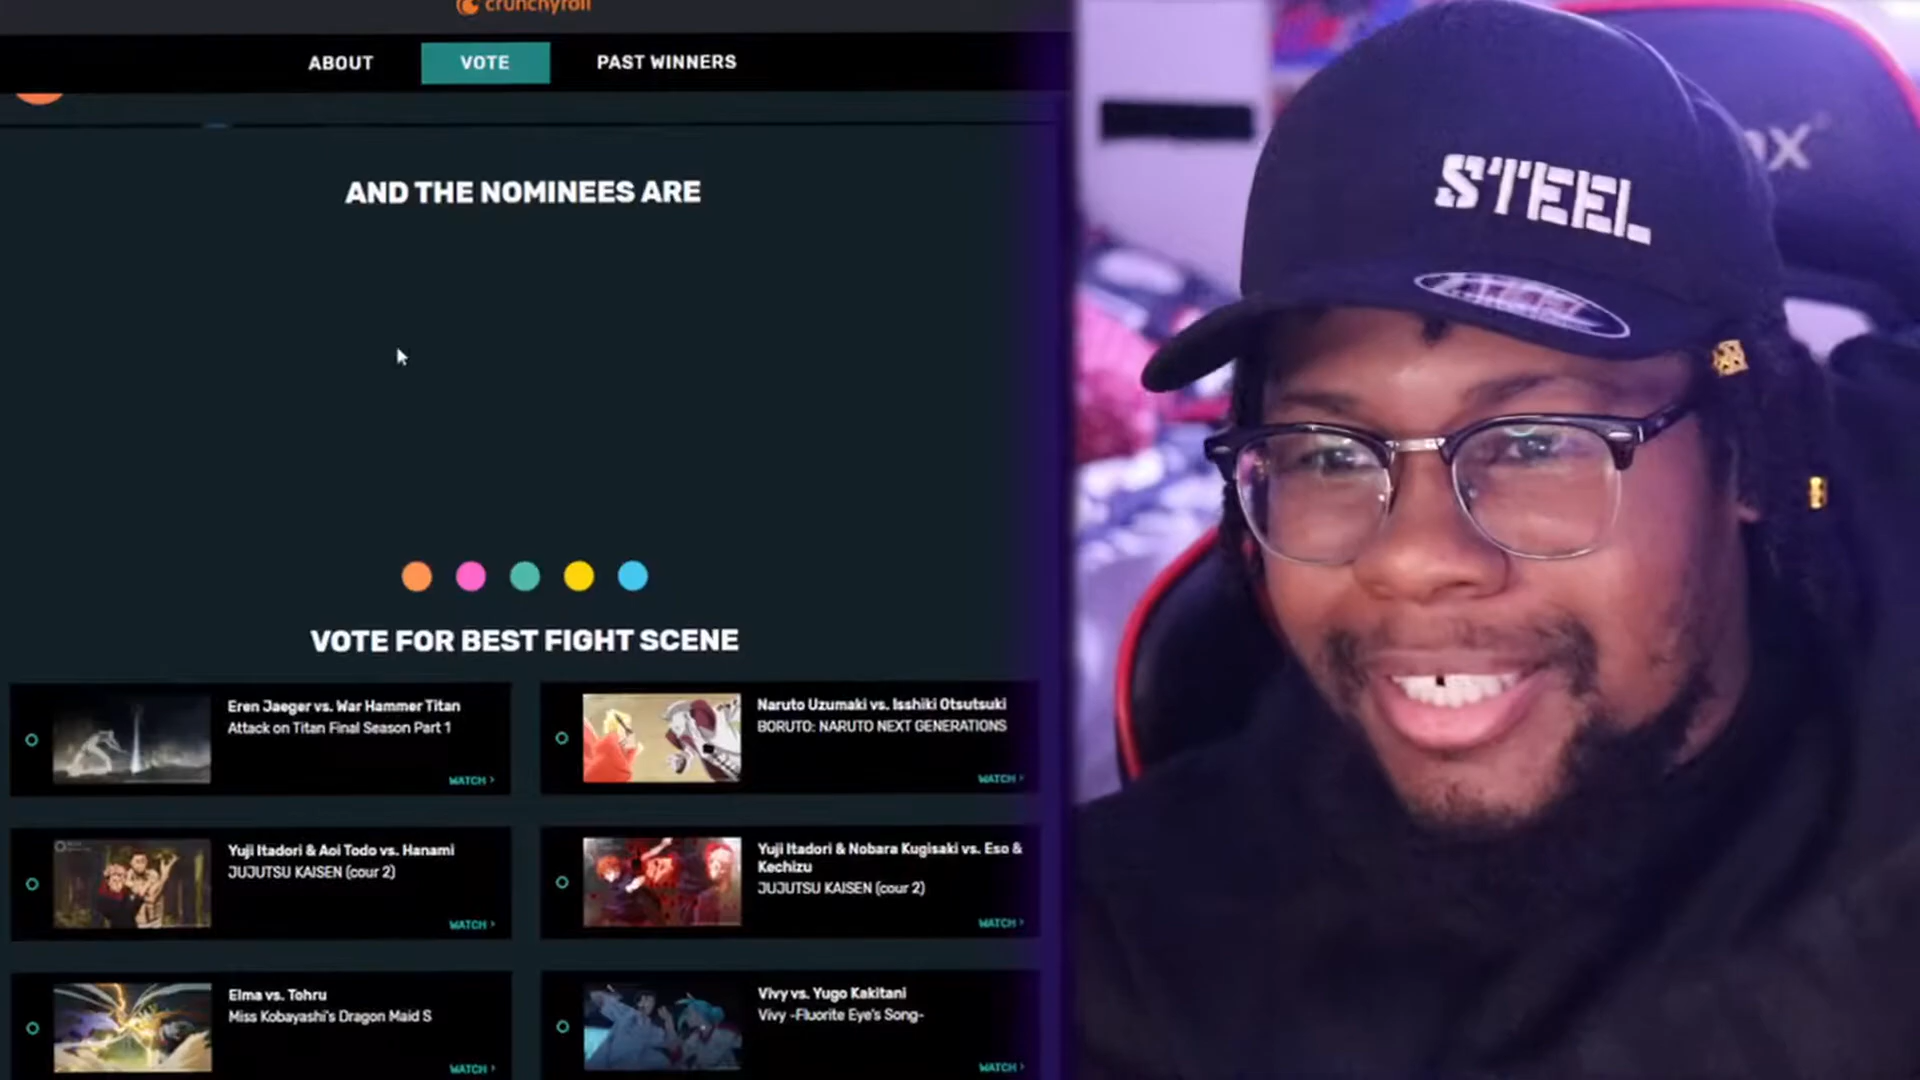 crunchyroll
ABOUT
VOTE
PAST WINNERS
AND THE NOMINEES ARE
VOTE FOR BEST FIGHT SCENE
Eren Jaeger vs. War Hammer Titan
Attack on Titan Final Season Part 1
WATCH >
Naruto Uzumaki vs. Isshiki Otsutsuki
BORUTO: NARUTO NEXT GENERATIONS
WATCH >
Yuji Itadori & Aoi Todo vs. Hanami
JUJUTSU KAISEN (cour 2)
WATCH >
Yuji Itadori & Nobara Kugisaki vs. Eso &
Kechizu
JUJUTSU KAISEN (cour 2)
WATCH >
Elma vs. Tohru
Miss Kobayashi's Dragon Maid S
WATCH >
Vivy vs. Yugo Kakitani
Vivy -Fluorite Eye's Song-
WATCH >
STEEL